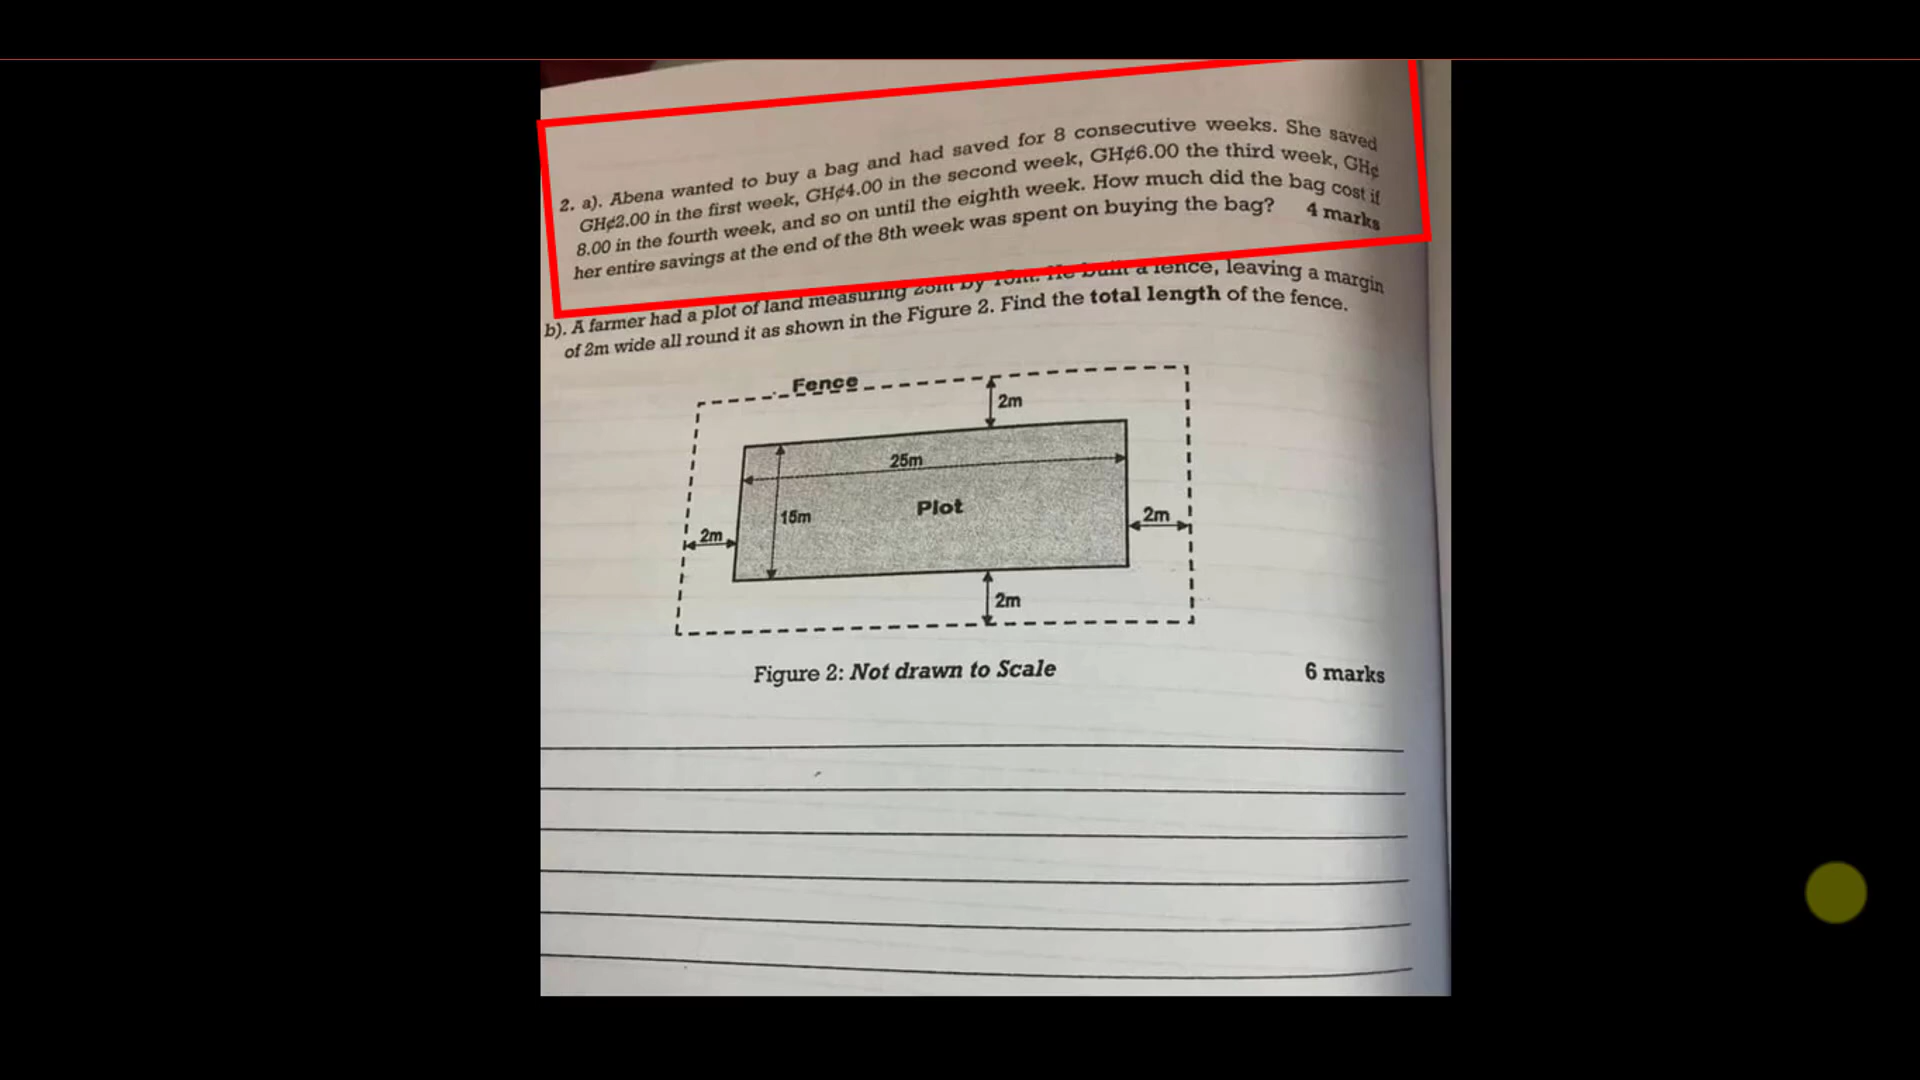 2. a). Abena wanted to buy a bag and had saved for 8 consecutive weeks. She saved
GH¢2.00 in the first week, GH¢4.00 in the second week, GH¢6.00 the third week, GH¢
8.00 in the fourth week, and so on until the eighth week. How much did the bag cost if
her entire savings at the end of the 8th week was spent on buying the bag? 4 marks
b). A farmer had a plot of land measuring 25m by 15m. He built a fence, leaving a margin
of 2m wide all round it as shown in the Figure 2. Find the total length of the fence.
Fence
2m
25m
15m
Plot
2m
2m
2m
Figure 2: Not drawn to Scale
6 marks